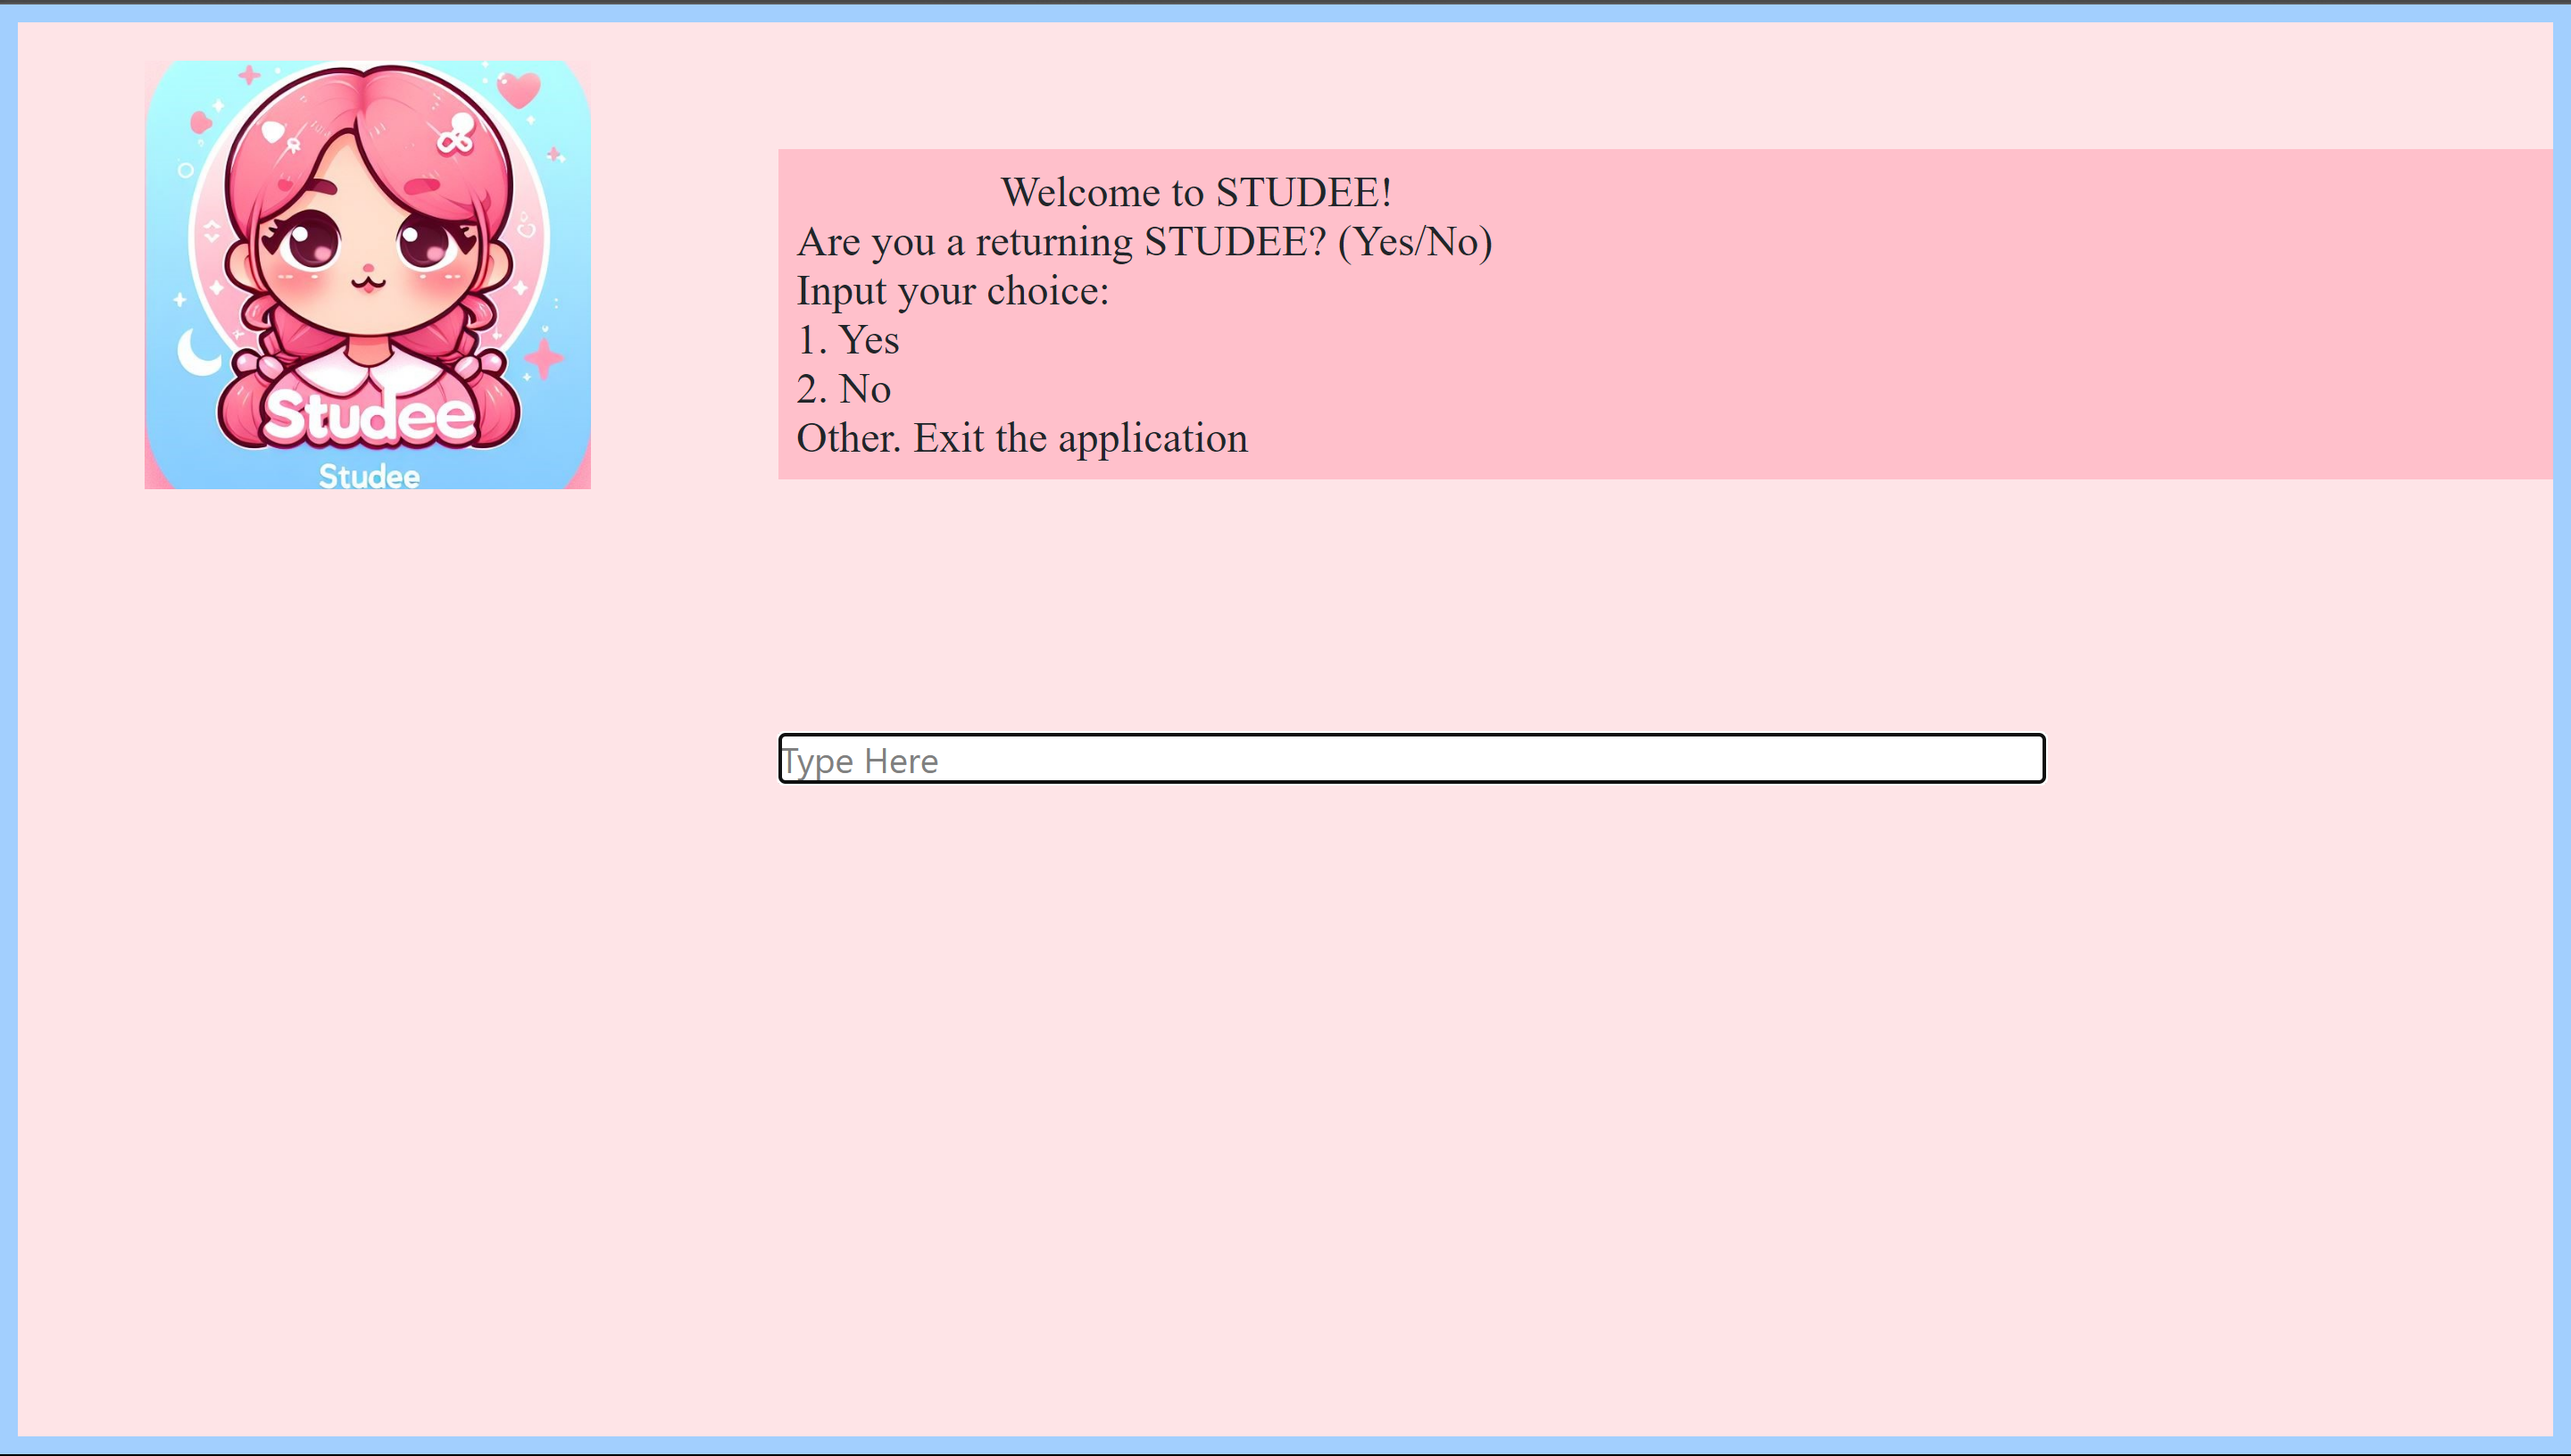 Studee
Studee
Welcome to STUDEE!
Are you a returning STUDEE? (Yes/No)
Input your choice:
1. Yes
2. No
Other. Exit the application
Type Here